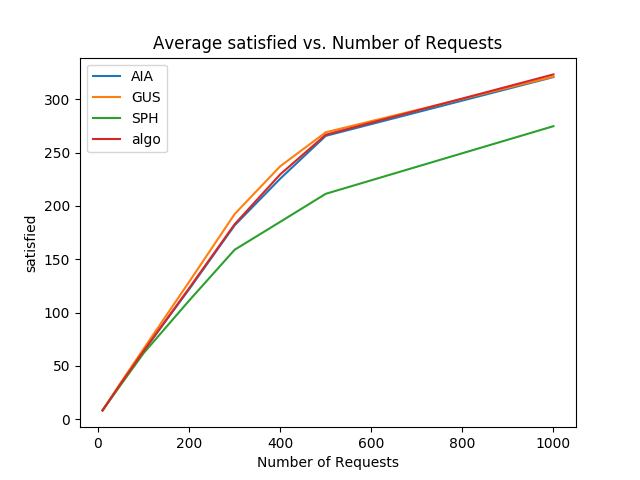 Average satisfied vs. Number of Requests
AIA
GUS
SPH
algo
satisfied
300
250
200
150
100
50
0
0 200 400 600 800 1000
Number of Requests